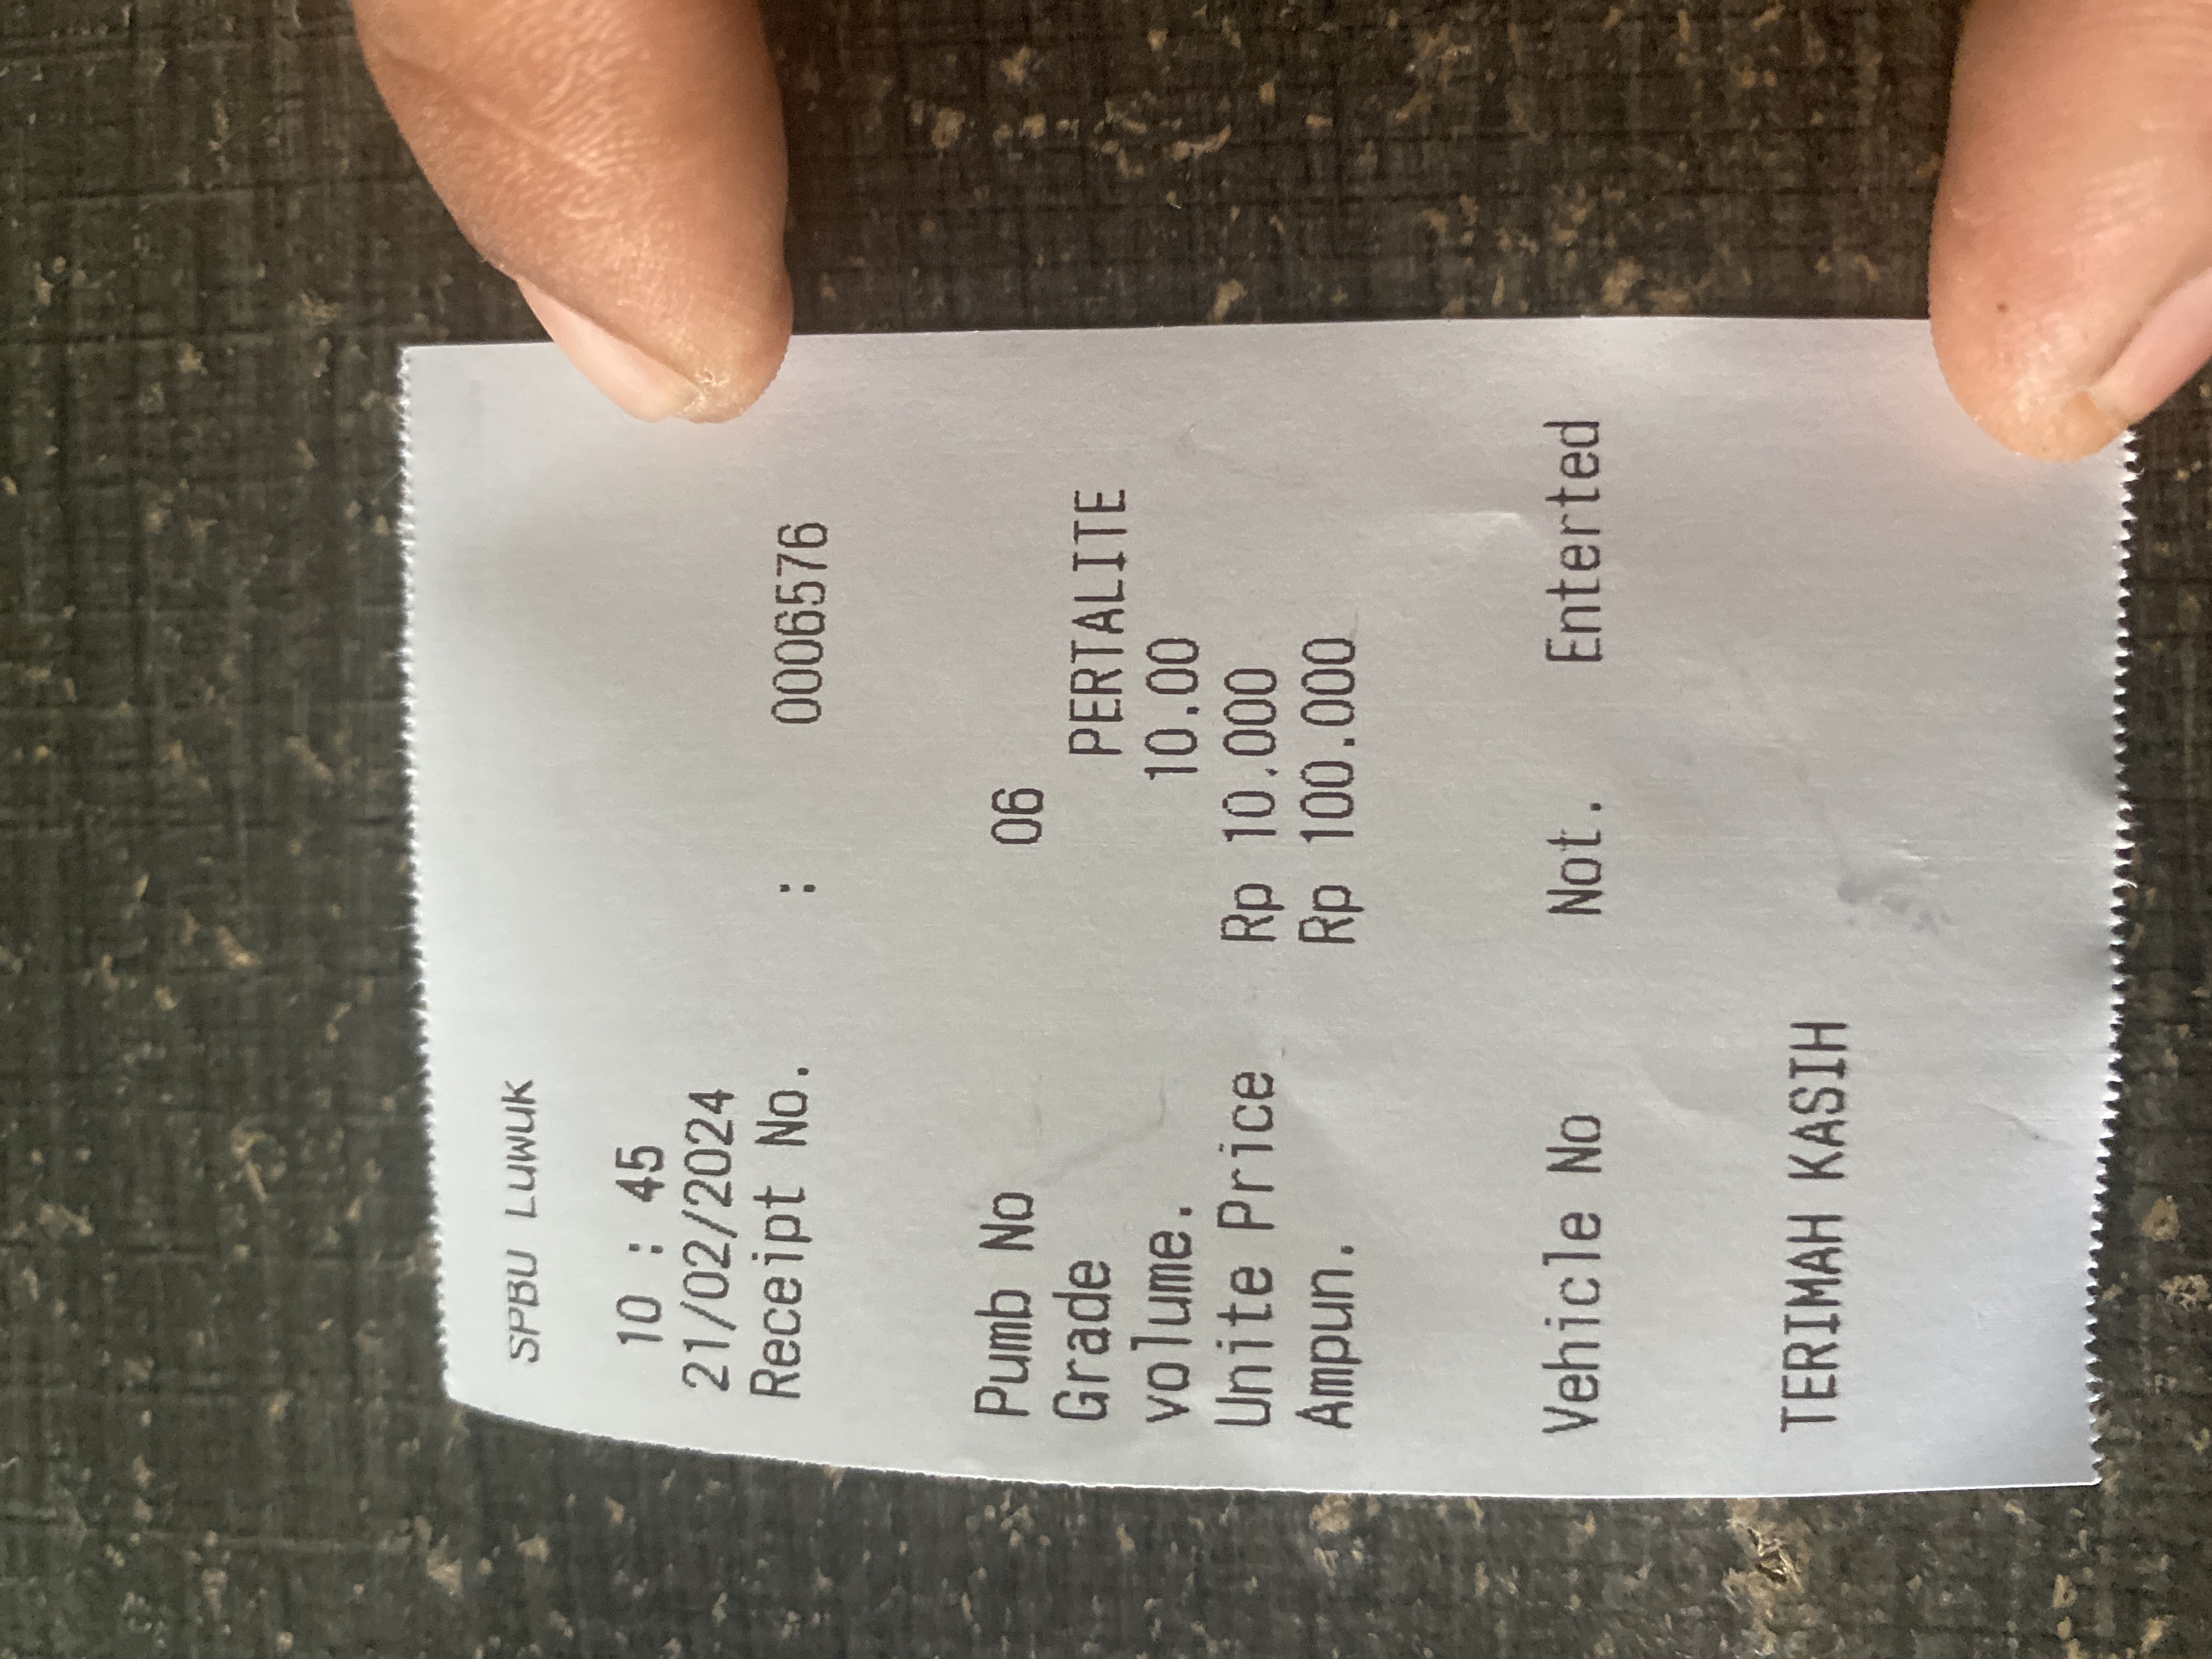 SPBU Luwuk
10 : 45
21/02/2024
Receipt No. : 0006576
Pumb No 06
Grade PERTALITE
volume. 10.00
Unite Price Rp 10.000
Ampun. Rp 100.000
Vehicle No Not. Enterted
TERIMAH KASIH